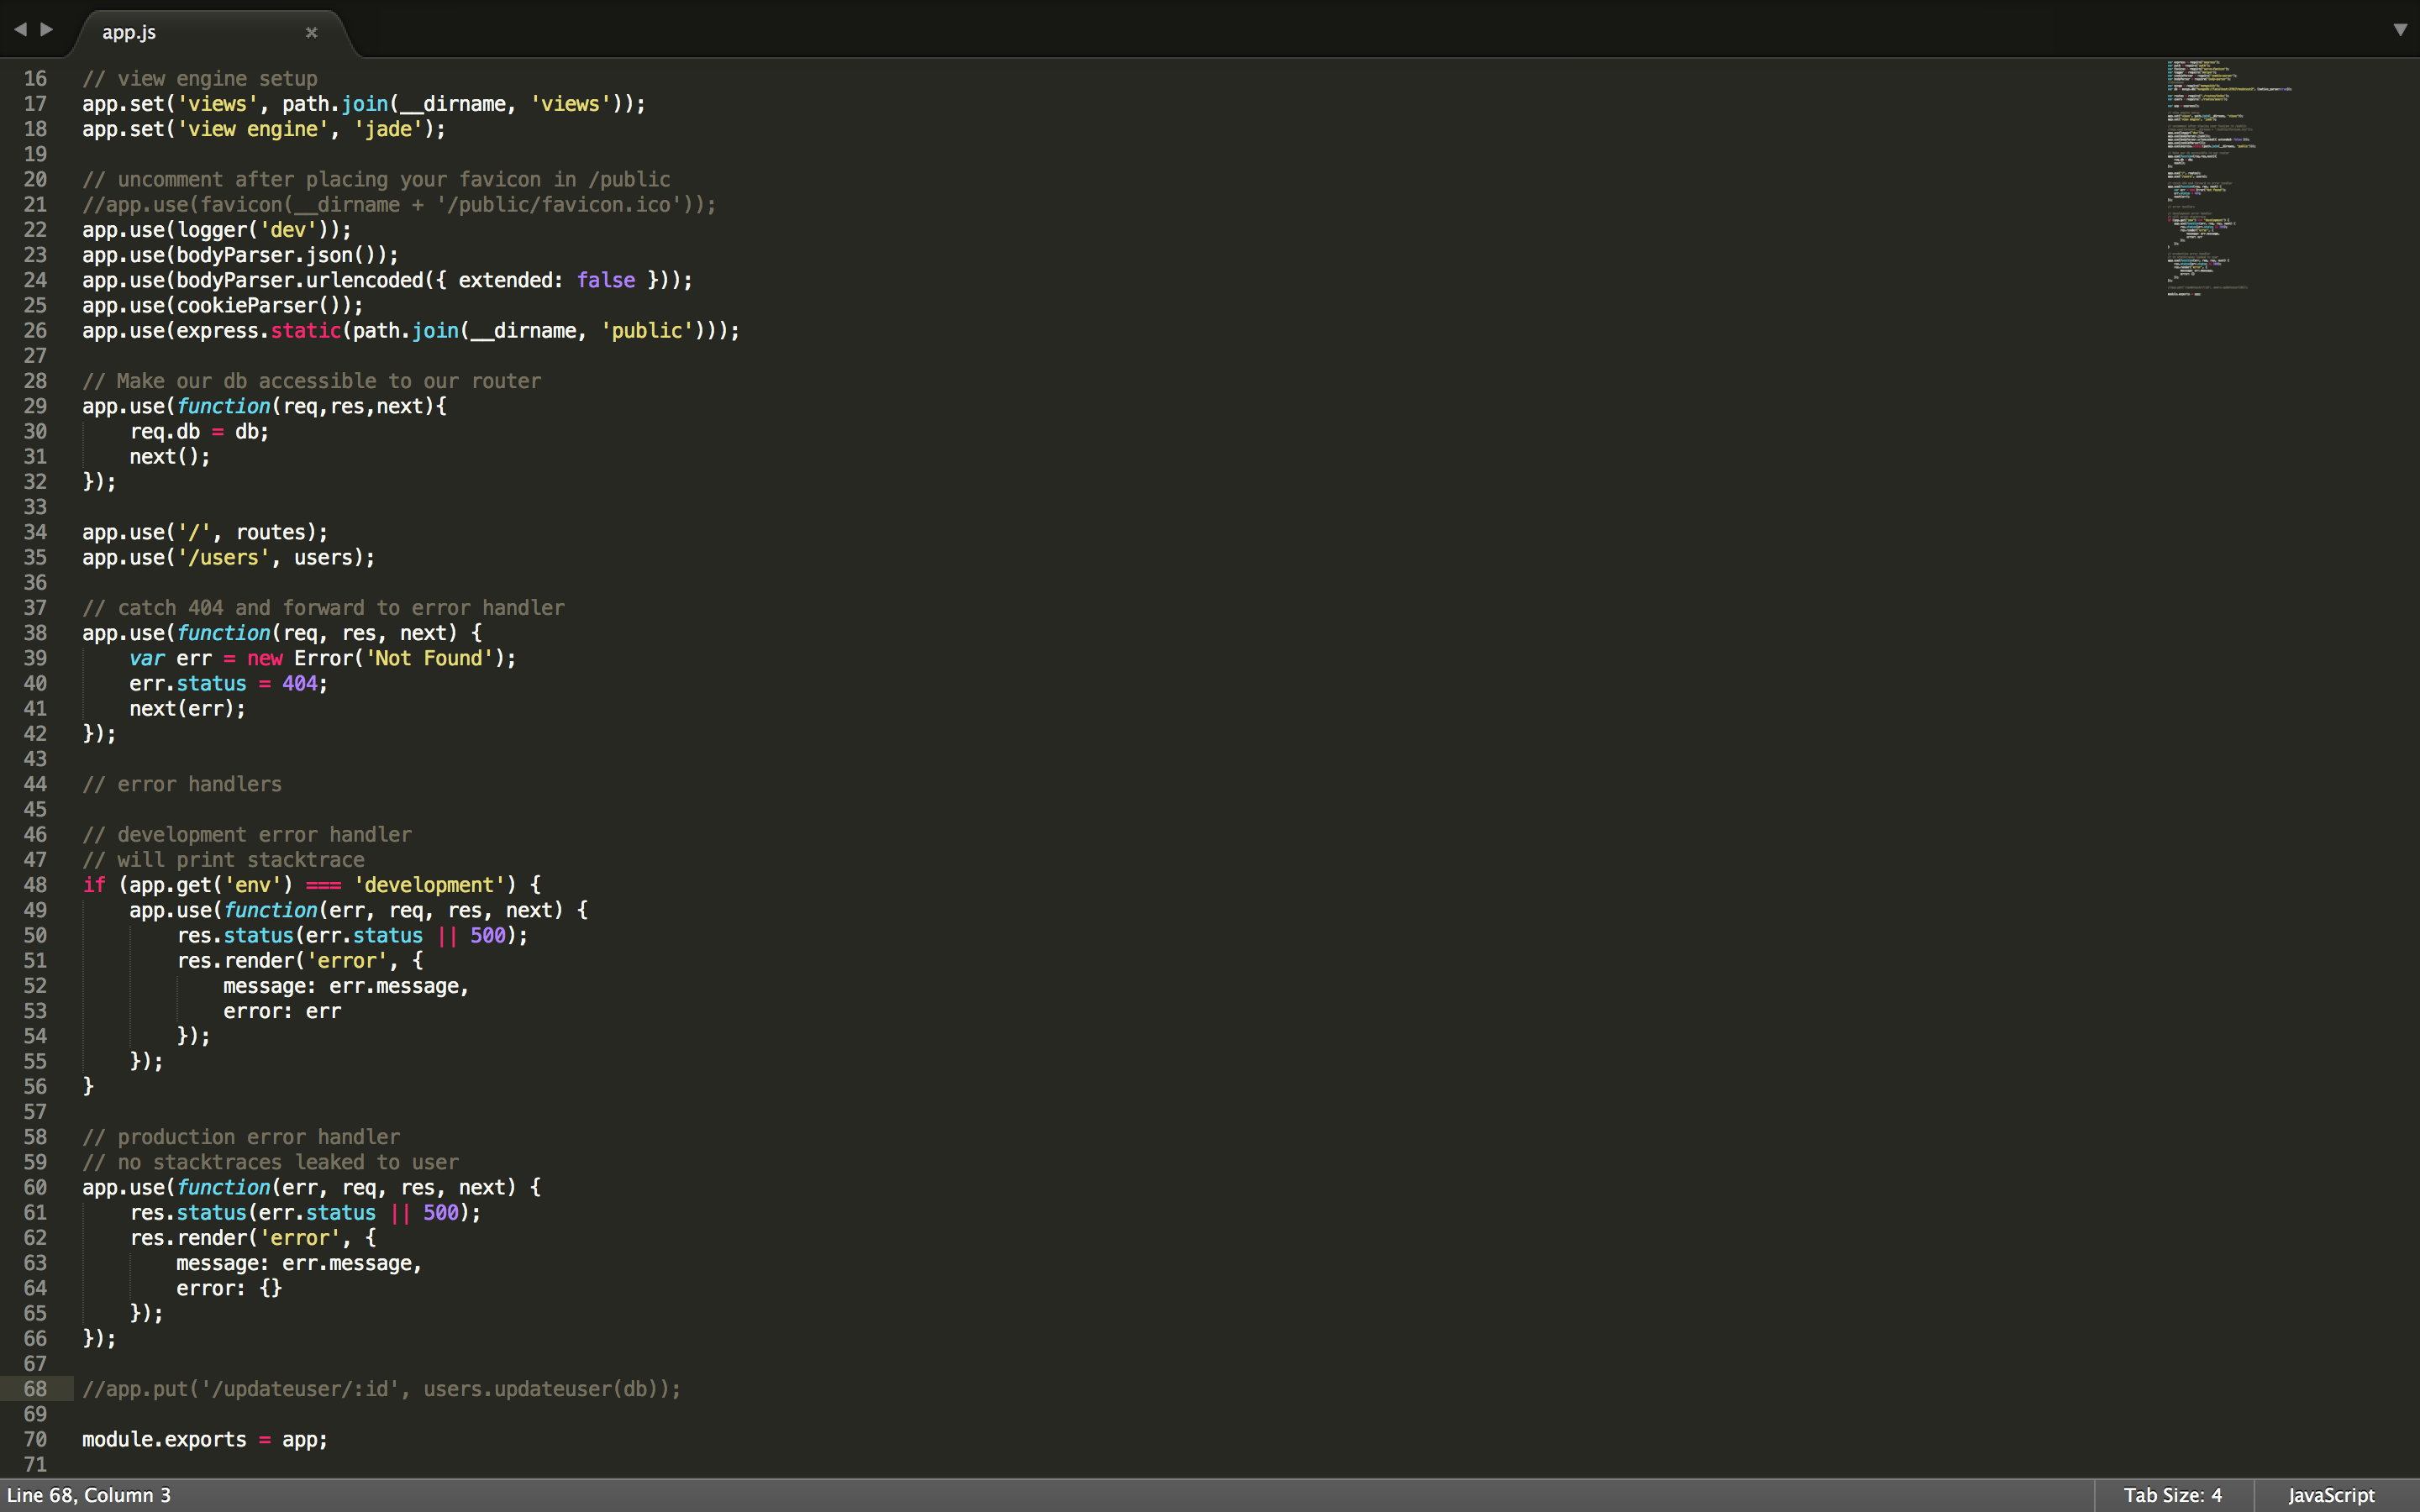 app.js
16 // view engine setup
17 app.set('views', path.join(__dirname, 'views'));
18 app.set('view engine', 'jade');
19
20 // uncomment after placing your favicon in /public
21 //app.use(favicon(__dirname + '/public/favicon.ico'));
22 app.use(logger('dev'));
23 app.use(bodyParser.json());
24 app.use(bodyParser.urlencoded({ extended: false }));
25 app.use(cookieParser());
26 app.use(express.static(path.join(__dirname, 'public')));
27
28 // Make our db accessible to our router
29 app.use(function(req,res,next){
30     req.db = db;
31     next();
32 });
33
34 app.use('/', routes);
35 app.use('/users', users);
36
37 // catch 404 and forward to error handler
38 app.use(function(req, res, next) {
39     var err = new Error('Not Found');
40     err.status = 404;
41     next(err);
42 });
43
44 // error handlers
45
46 // development error handler
47 // will print stacktrace
48 if (app.get('env') === 'development') {
49     app.use(function(err, req, res, next) {
50         res.status(err.status || 500);
51         res.render('error', {
52             message: err.message,
53             error: err
54         });
55     });
56 }
57
58 // production error handler
59 // no stacktraces leaked to user
60 app.use(function(err, req, res, next) {
61     res.status(err.status || 500);
62     res.render('error', {
63         message: err.message,
64         error: {}
65     });
66 });
67
68 //app.put('/updateuser/:id', users.updateuser(db));
69
70 module.exports = app;
71
Line 68, Column 3
Tab Size: 4
JavaScript